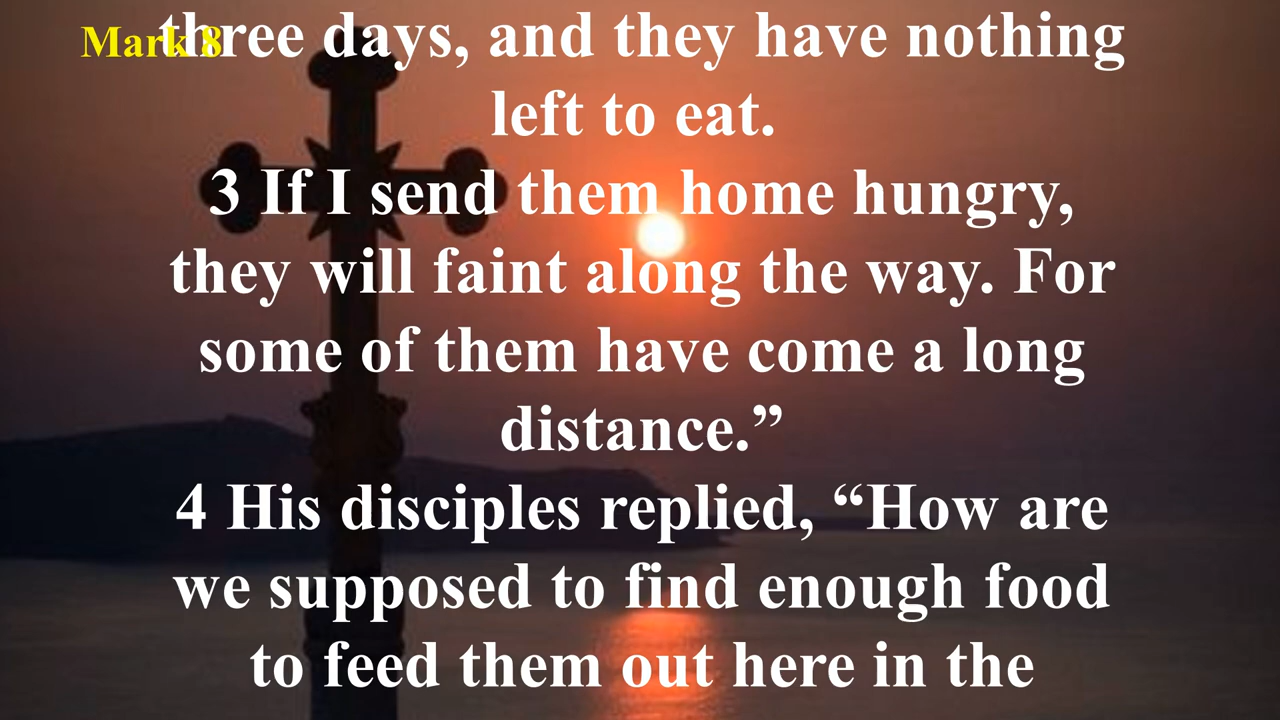 Mark 8
three days, and they have nothing
left to eat.
3 If I send them home hungry,
they will faint along the way. For
some of them have come a long
distance.”
4 His disciples replied, “How are
we supposed to find enough food
to feed them out here in the